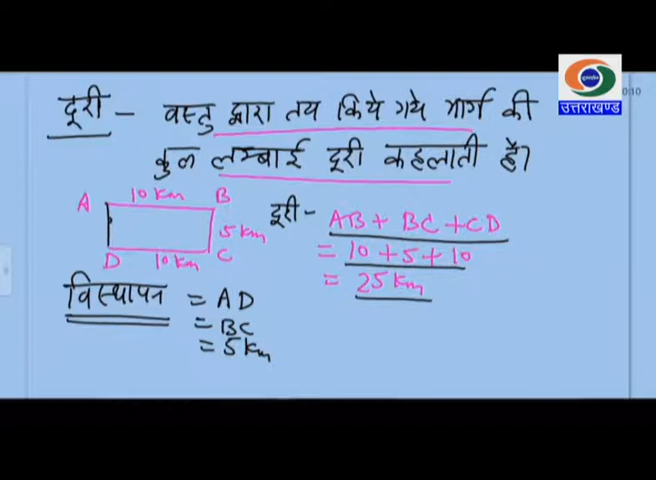 दूरी - वस्तु द्वारा तय किये गये मार्ग की
कुल लम्बाई दूरी कहलाती है।
उत्तराखण्ड
A 10 Km B
5 Km
D 10 Km C
दूरी - AB + BC + CD
= 10 + 5 + 10
= 25 Km
विस्थापन = AD
= BC
= 5 Km